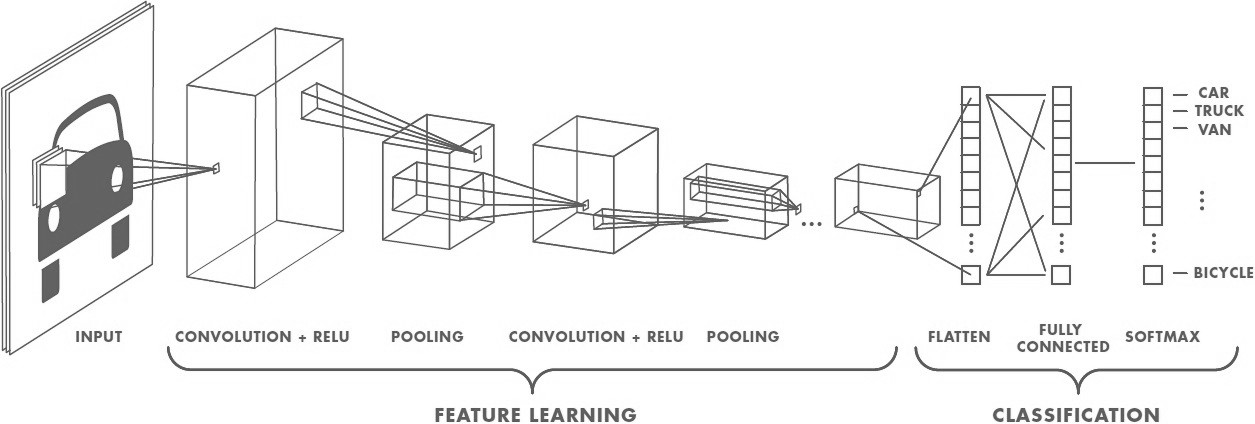 CAR
TRUCK
VAN
BICYCLE
INPUT
CONVOLUTION + RELU
POOLING
CONVOLUTION + RELU
POOLING
FLATTEN
FULLY
CONNECTED
SOFTMAX
FEATURE LEARNING
CLASSIFICATION